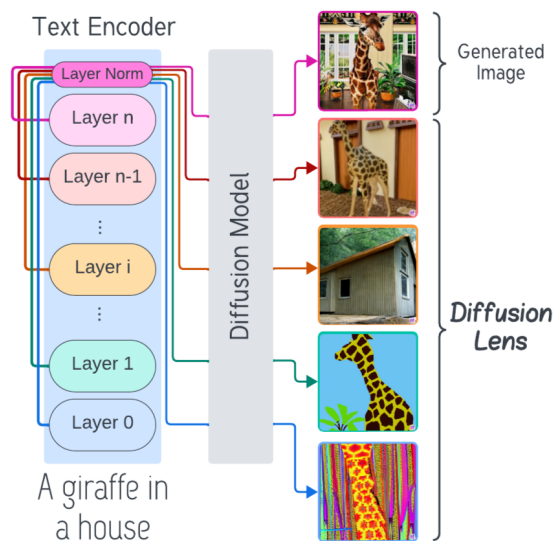 Text Encoder
Layer Norm
Layer n
Layer n-1
⋮
Layer i
⋮
Layer 1
Layer 0
A giraffe in
a house
Diffusion Model
Generated
Image
Diffusion
Lens